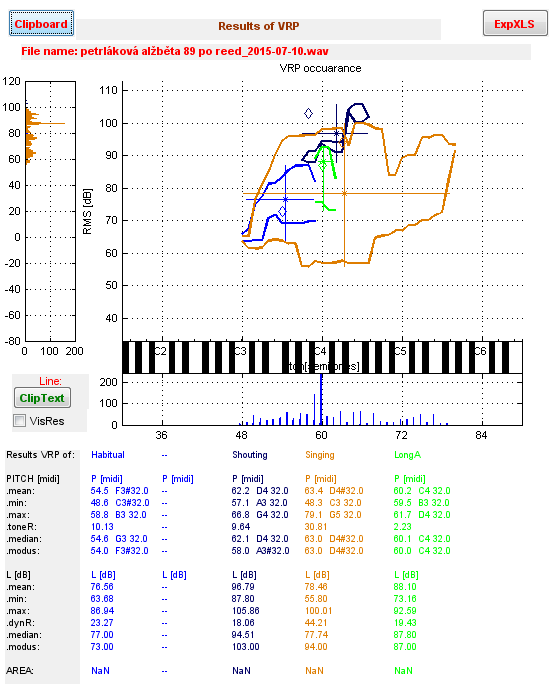 Clipboard
Results of VRP
ExpXLS
File name: petrláková alžběta 89 po reed_2015-07-10.wav
VRP occuarance
120
100
80
60
40
20
0
-20
-40
-60
-80
0 100 200
RMS [dB]
110
100
90
80
70
60
50
40
C2 C3 C4 C5 C6
Line:
ClipText
VisRes
200
100
0
36 48 60 72 84
Results VRP of: Habitual -- Shouting Singing LongA
PITCH [midi] P [midi] P [midi] P [midi] P [midi] P [midi]
.mean: 54.5 F3#32.0 -- 62.2 D4 32.0 63.4 D4#32.0 60.2 C4 32.0
.min: 48.6 C3#32.0 -- 57.1 A3 32.0 48.3 C3 32.0 59.5 B3 32.0
.max: 58.8 B3 32.0 -- 66.8 G4 32.0 79.1 G5 32.0 61.7 D4 32.0
.toneR: 10.13 -- 9.64 30.81 2.23
.median: 54.6 G3 32.0 -- 62.1 D4 32.0 63.0 D4#32.0 60.1 C4 32.0
.modus: 54.0 F3#32.0 -- 58.0 A3#32.0 63.0 D4#32.0 60.0 C4 32.0
L [dB] L [dB] L [dB] L [dB] L [dB] L [dB]
.mean: 76.56 -- 96.79 78.46 88.10
.min: 63.68 -- 87.80 55.80 73.16
.max: 86.94 -- 105.86 100.01 92.59
.dynR: 23.27 -- 18.06 44.21 19.43
.median: 77.00 -- 94.51 77.74 87.80
.modus: 73.00 -- 103.00 94.00 87.00
AREA: NaN -- NaN NaN NaN